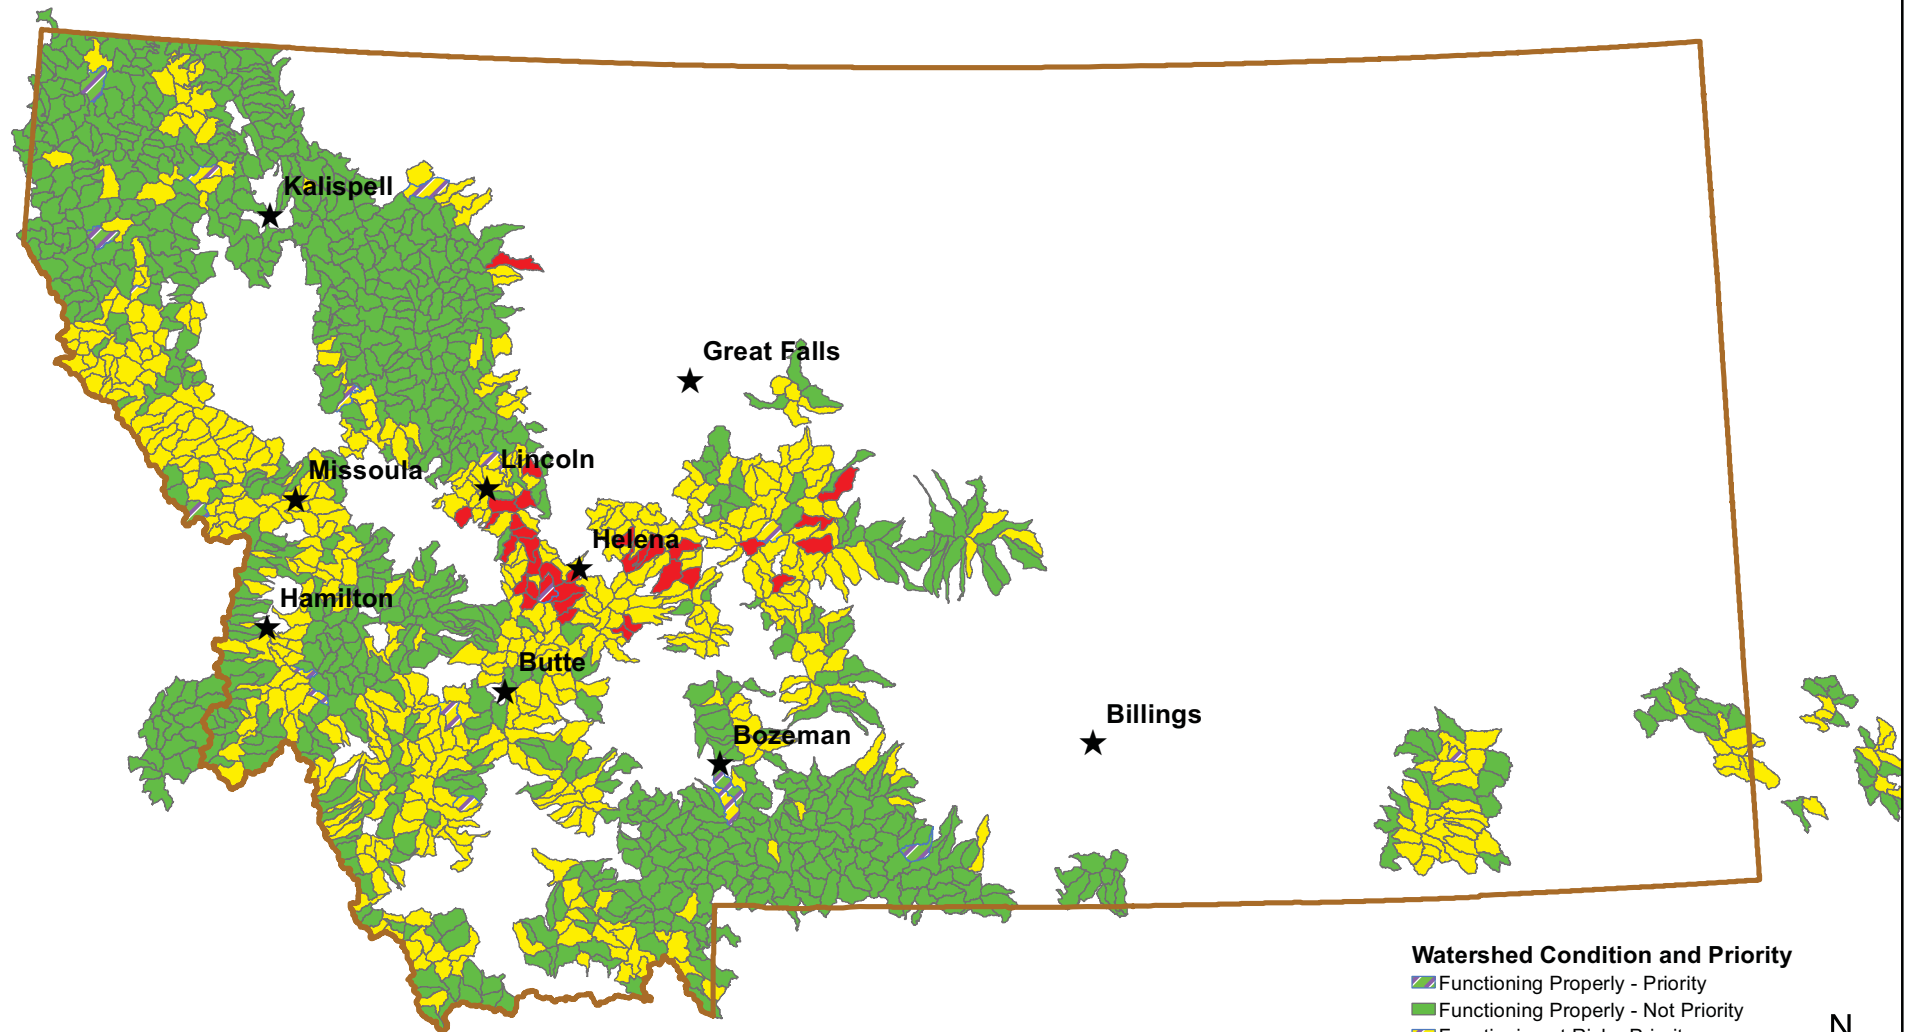 Kalispell
Great Falls
Missoula
Lincoln
Helena
Hamilton
Butte
Bozeman
Billings
Watershed Condition and Priority
Functioning Properly - Priority
Functioning Properly - Not Priority
N